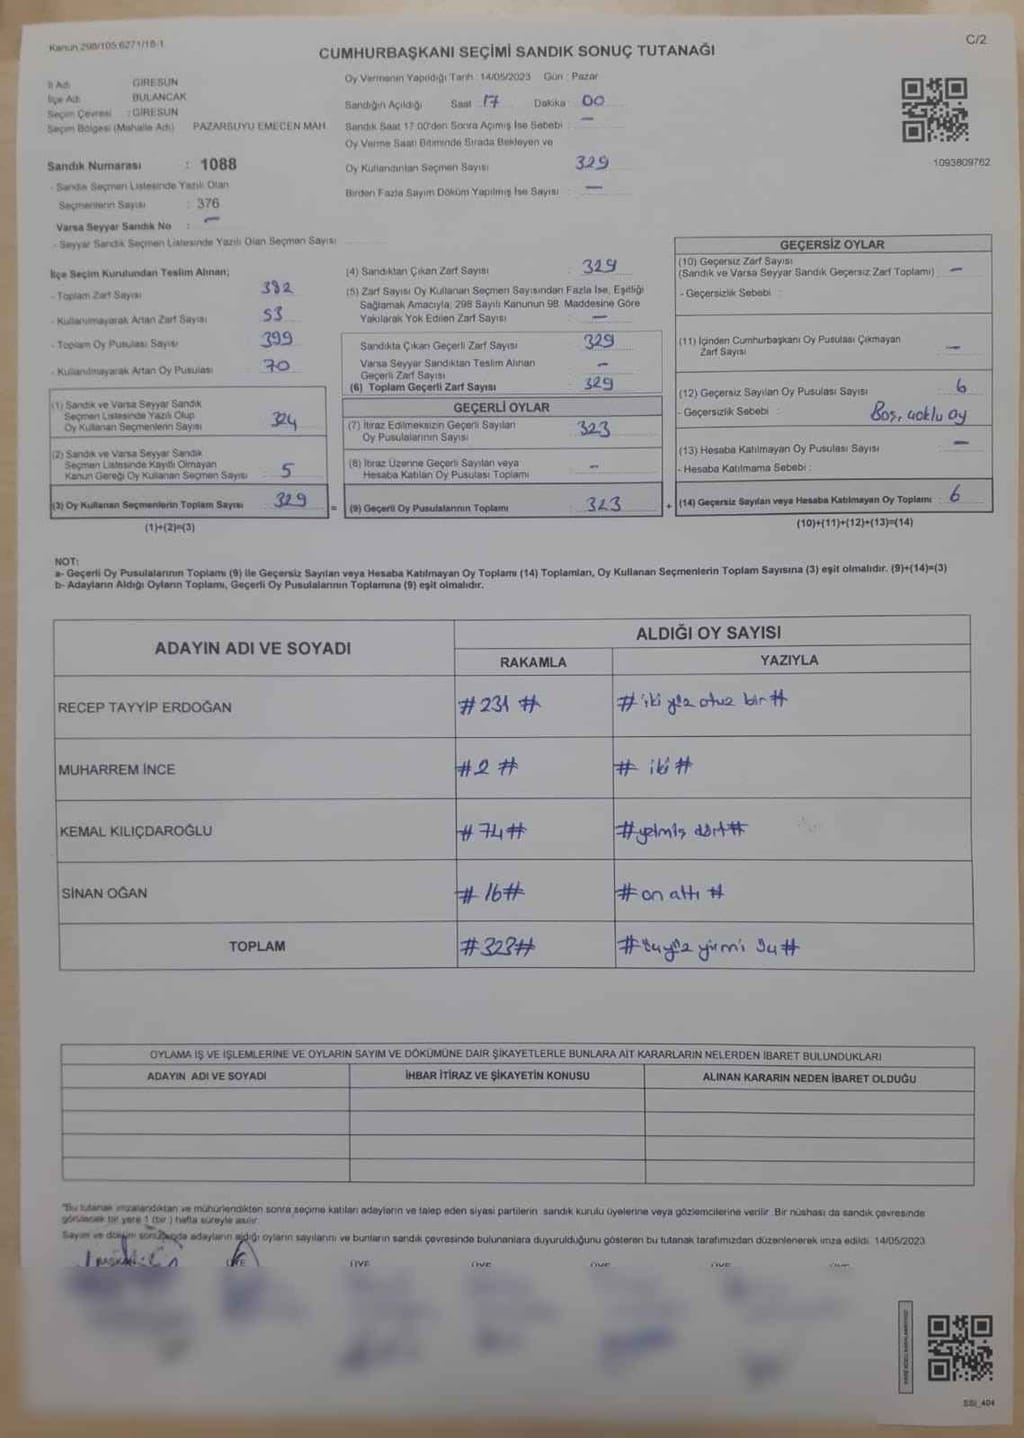 Kanun 298/105.6271/18-1
C/2
CUMHURBAŞKANI SEÇİMİ SANDIK SONUÇ TUTANAĞI
İl Adı : GİRESUN
İlçe Adı : BULANCAK
Seçim Çevresi : GİRESUN
Seçim Bölgesi (Mahalle Adı) PAZARSUYU EMECEN MAH.
Sandık Numarası : 1088
- Sandık Seçmen Listesinde Yazılı Olan
Seçmenlerin Sayısı : 376
Varsa Seyyar Sandık No : —
- Seyyar Sandık Seçmen Listesinde Yazılı Olan Seçmen Sayısı
Oy Vermenin Yapıldığı Tarih : 14/05/2023 Gün : Pazar
Sandığın Açıldığı Saat 17 Dakika 00
Sandık Saat 17.00'den Sonra Açımış İse Sebebi : —
Oy Verme Saati Bitiminde Sırada Bekleyen ve
Oy Kullandırılan Seçmen Sayısı 329
Birden Fazla Sayım Döküm Yapılmış İse Sayısı : —
1093809762
İlçe Seçim Kurulundan Teslim Alınan;
- Toplam Zarf Sayısı 382
- Kullanılmayarak Artan Zarf Sayısı 53
- Toplam Oy Pusulası Sayısı 399
- Kullanılmayarak Artan Oy Pusulası 70
(1) Sandık ve Varsa Seyyar Sandık
Seçmen Listesinde Yazılı Olup
Oy Kullanan Seçmenlerin Sayısı 324
(2) Sandık ve Varsa Seyyar Sandık
Seçmen Listesinde Kayıtlı Olmayan
Kanun Gereği Oy Kullanan Seçmen Sayısı 5
(3) Oy Kullanan Seçmenlerin Toplam Sayısı 329
(1)+(2)=(3)
=
(4) Sandıktan Çıkan Zarf Sayısı : 329
(5) Zarf Sayısı Oy Kullanan Seçmen Sayısından Fazla İse, Eşitliği
Sağlamak Amacıyla; 298 Sayılı Kanunun 98. Maddesine Göre
Yakılarak Yok Edilen Zarf Sayısı : —
Sandıkta Çıkan Geçerli Zarf Sayısı 329
Varsa Seyyar Sandıktan Teslim Alınan
Geçerli Zarf Sayısı —
(6) Toplam Geçerli Zarf Sayısı 329
GEÇERLİ OYLAR
(7) İtiraz Edilmeksizin Geçerli Sayılan
Oy Pusulalarının Sayısı 323
(8) İtiraz Üzerine Geçerli Sayılan veya
Hesaba Katılan Oy Pusulası Toplamı —
(9) Geçerli Oy Pusulalarının Toplamı 323
+
GEÇERSİZ OYLAR
(10) Geçersiz Zarf Sayısı
(Sandık ve Varsa Seyyar Sandık Geçersiz Zarf Toplamı) —
- Geçersizlik Sebebi :
(11) İçinden Cumhurbaşkanı Oy Pusulası Çıkmayan
Zarf Sayısı —
(12) Geçersiz Sayılan Oy Pusulası Sayısı 6
- Geçersizlik Sebebi : Boş, oy
(13) Hesaba Katılmayan Oy Pusulası Sayısı —
- Hesaba Katılmama Sebebi :
(14) Geçersiz Sayılan veya Hesaba Katılmayan Oy Toplamı : 6
(10)+(11)+(12)+(13)=(14)
NOT:
a- Geçerli Oy Pusulalarının Toplamı (9) ile Geçersiz Sayılan veya Hesaba Katılmayan Oy Toplamı (14) Toplamları, Oy Kullanan Seçmenlerin Toplam Sayısına (3) eşit olmalıdır. (9)+(14)=(3)
b- Adayların Aldığı Oyların Toplamı, Geçerli Oy Pusulalarının Toplamına (9) eşit olmalıdır.
ADAYIN ADI VE SOYADI
ALDIĞI OY SAYISI
RAKAMLA YAZIYLA
RECEP TAYYİP ERDOĞAN #231# #iki yüz otuz bir#
MUHARREM İNCE #2# #iki#
KEMAL KILIÇDAROĞLU #74# #yetmiş dört#
SİNAN OĞAN #16# #on altı#
TOPLAM #323# #üçyüz yirmi üç#
OYLAMA İŞ VE İŞLEMLERİNE VE OYLARIN SAYIM VE DÖKÜMÜNE DAİR ŞİKAYETLERLE BUNLARA AİT KARARLARIN NELERDEN İBARET BULUNDUKLARI
ADAYIN ADI VE SOYADI İHBAR İTİRAZ VE ŞİKAYETİN KONUSU ALINAN KARARIN NEDEN İBARET OLDUĞU
"Bu tutanak imzalandıktan ve mühürlendikten sonra seçime katılan adayların ve talep eden siyasi partilerin sandık kurulu üyelerine veya gözlemcilerine verilir. Bir nüshası da sandık çevresinde
görülecek bir yere 1 (bir) hafta süreyle asılır.
Sayım ve döküm sonuçunda adayların aldığı oyların sayılarını ve bunların sandık çevresinde bulunanlara duyurulduğunu gösteren bu tutanak tarafımızdan düzenlenerek imza edildi. 14/05/2023
BAŞKAN ÜYE ÜYE ÜYE ÜYE ÜYE
SSI_404